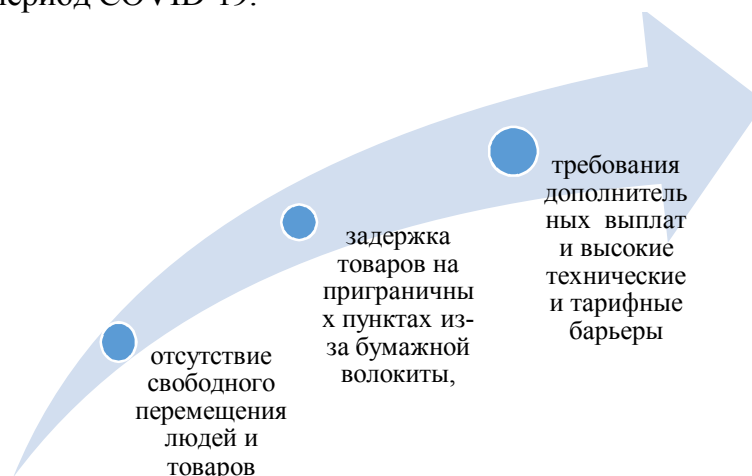 период COVID-19.
отсутствие
свободного
перемещения
людей и
товаров
задержка
товаров на
приграничны
х пунктах из-
за бумажной
волокиты,
требования
дополнитель
ных выплат
и высокие
технические
и тарифные
барьеры